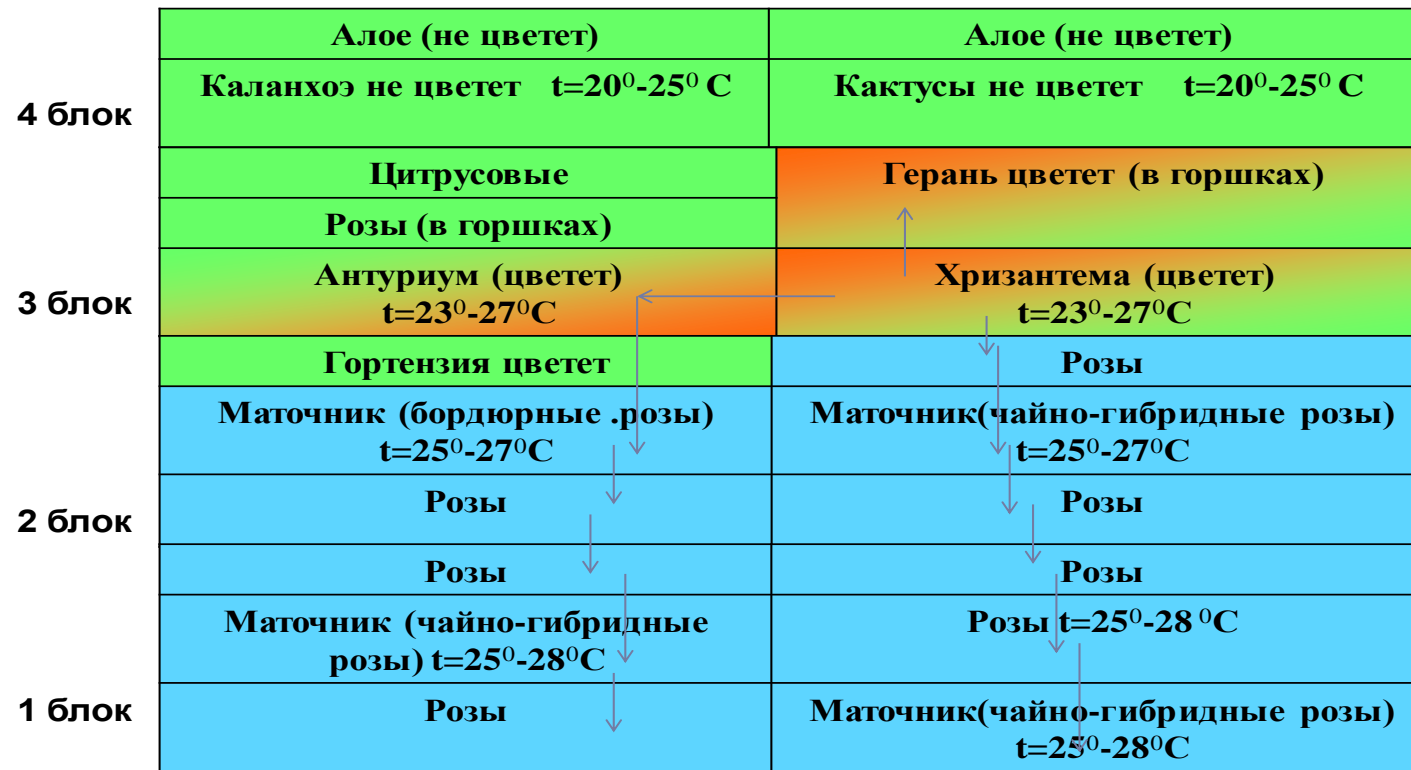 Алое (не цветет)
Алое (не цветет)
4 блок
Каланхоэ не цветет t=20⁰-25⁰ С
Кактусы не цветет t=20⁰-25⁰ С
Цитрусовые
Герань цветет (в горшках)
Розы (в горшках)
3 блок
Антуриум (цветет)
t=23⁰-27⁰С
Хризантема (цветет)
t=23⁰-27⁰С
Гортензия цветет
Розы
Маточник (бордюрные .розы)
t=25⁰-27⁰С
Маточник(чайно-гибридные розы)
t=25⁰-27⁰С
2 блок
Розы
Розы
Розы
Розы
Маточник (чайно-гибридные
розы) t=25⁰-28⁰С
Розы t=25⁰-28 ⁰С
1 блок
Розы
Маточник(чайно-гибридные розы)
t=25⁰-28⁰С